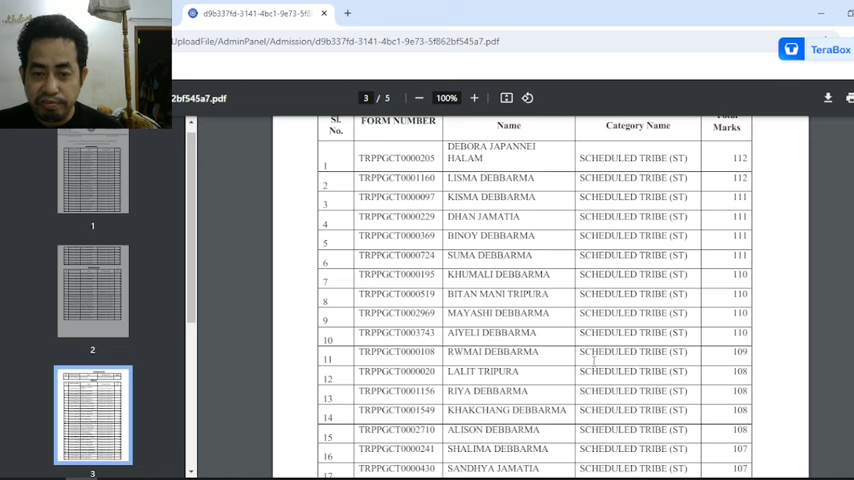 d9b337fd-3141-4bc1-9e73-5f8
UploadFile/AdminPanel/Admission/d9b337fd-3141-4bc1-9e73-5f862bf545a7.pdf
TeraBox
2bf545a7.pdf
3 / 5
100%
Sl. No. FORM NUMBER Name Category Name Total Marks
1 TRPPGCT0000205 DEBORA JAPANNEI HALAM SCHEDULED TRIBE (ST) 112
2 TRPPGCT0001160 LISMA DEBBARMA SCHEDULED TRIBE (ST) 112
3 TRPPGCT0000097 KISMA DEBBARMA SCHEDULED TRIBE (ST) 111
4 TRPPGCT0000229 DHAN JAMATIA SCHEDULED TRIBE (ST) 111
5 TRPPGCT0000369 BINOY DEBBARMA SCHEDULED TRIBE (ST) 111
6 TRPPGCT0000724 SUMA DEBBARMA SCHEDULED TRIBE (ST) 111
7 TRPPGCT0000195 KHUMALI DEBBARMA SCHEDULED TRIBE (ST) 110
8 TRPPGCT0000519 BITAN MANI TRIPURA SCHEDULED TRIBE (ST) 110
9 TRPPGCT0002969 MAYASHI DEBBARMA SCHEDULED TRIBE (ST) 110
10 TRPPGCT0003743 AIYELI DEBBARMA SCHEDULED TRIBE (ST) 110
11 TRPPGCT0000108 RWMAI DEBBARMA SCHEDULED TRIBE (ST) 109
12 TRPPGCT0000020 LALIT TRIPURA SCHEDULED TRIBE (ST) 108
13 TRPPGCT0001156 RIYA DEBBARMA SCHEDULED TRIBE (ST) 108
14 TRPPGCT0001549 KHAKCHANG DEBBARMA SCHEDULED TRIBE (ST) 108
15 TRPPGCT0002710 ALISON DEBBARMA SCHEDULED TRIBE (ST) 108
16 TRPPGCT0000241 SHALIMA DEBBARMA SCHEDULED TRIBE (ST) 107
17 TRPPGCT0000430 SANDHYA JAMATIA SCHEDULED TRIBE (ST) 107
1
2
3